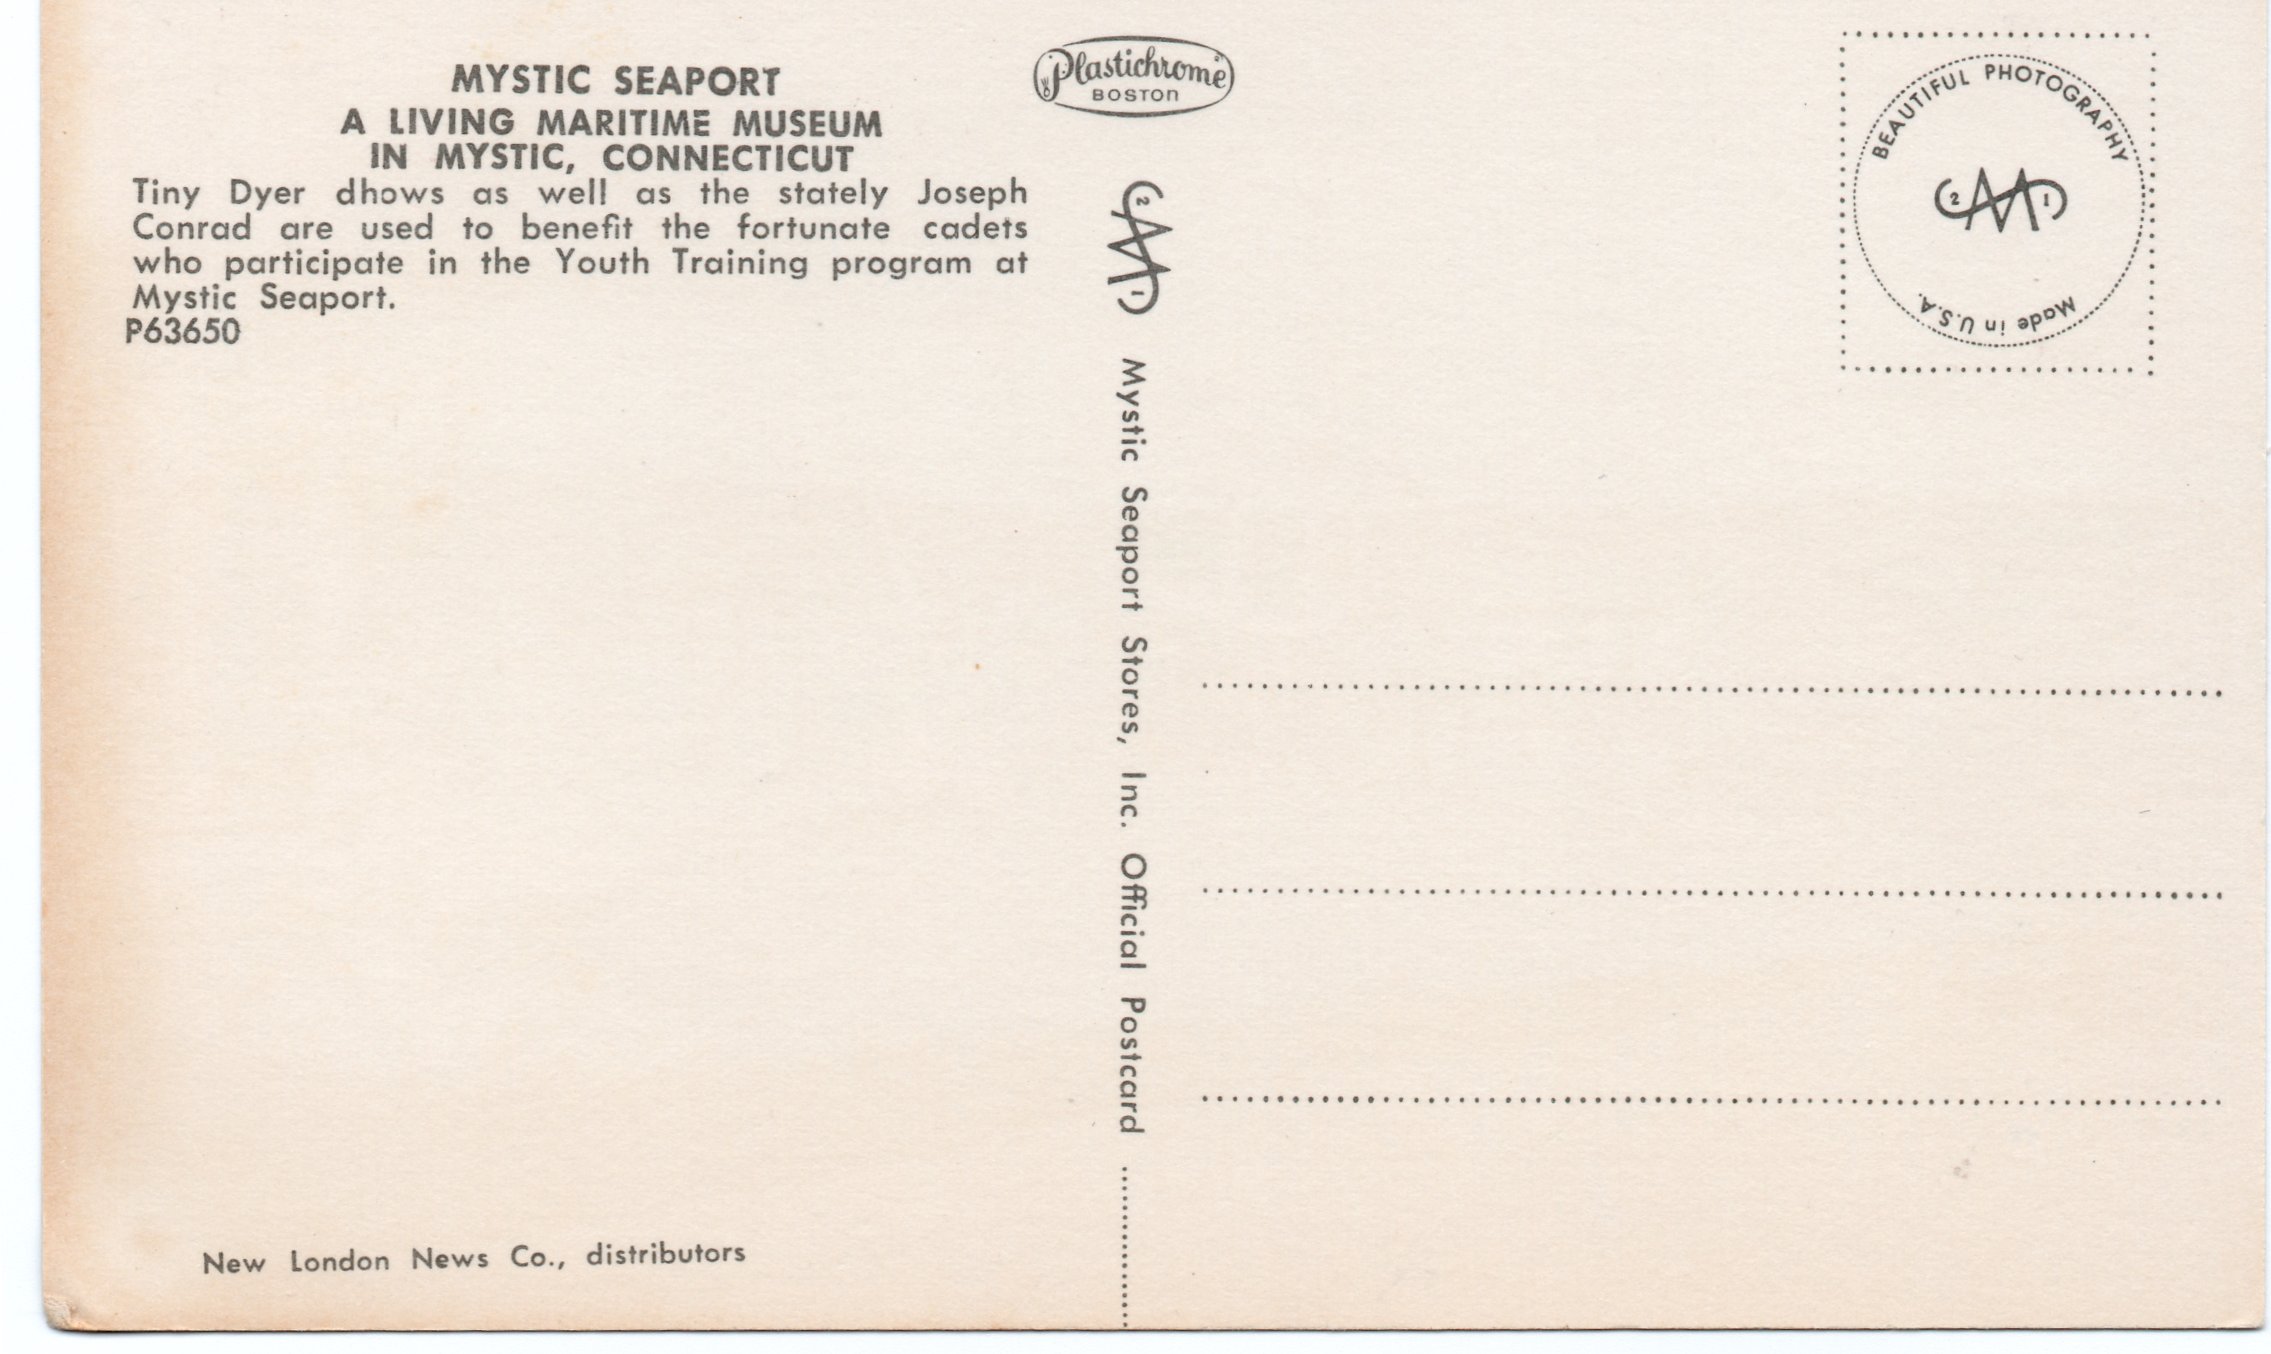 MYSTIC SEAPORT
A LIVING MARITIME MUSEUM
IN MYSTIC, CONNECTICUT
Tiny Dyer dhows as well as the stately Joseph
Conrad are used to benefit the fortunate cadets
who participate in the Youth Training program at
Mystic Seaport.
P63650
New London News Co., distributors
Plastichrome
BOSTON
Mystic Seaport Stores, Inc. Official Postcard
BEAUTIFUL PHOTOGRAPHY
Made in U.S.A.